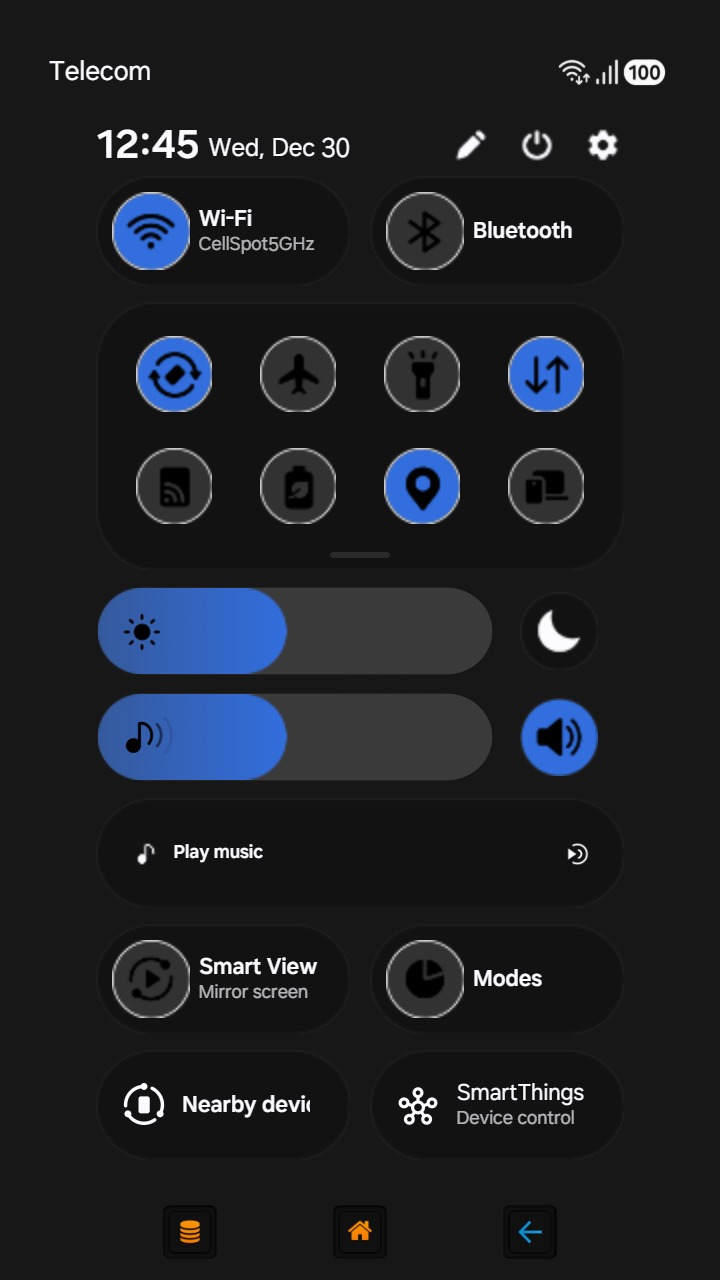 Telecom
100
12:45 Wed, Dec 30
Wi-Fi
CellSpot5GHz
Bluetooth
Play music
Smart View
Mirror screen
Modes
Nearby devi
SmartThings
Device control